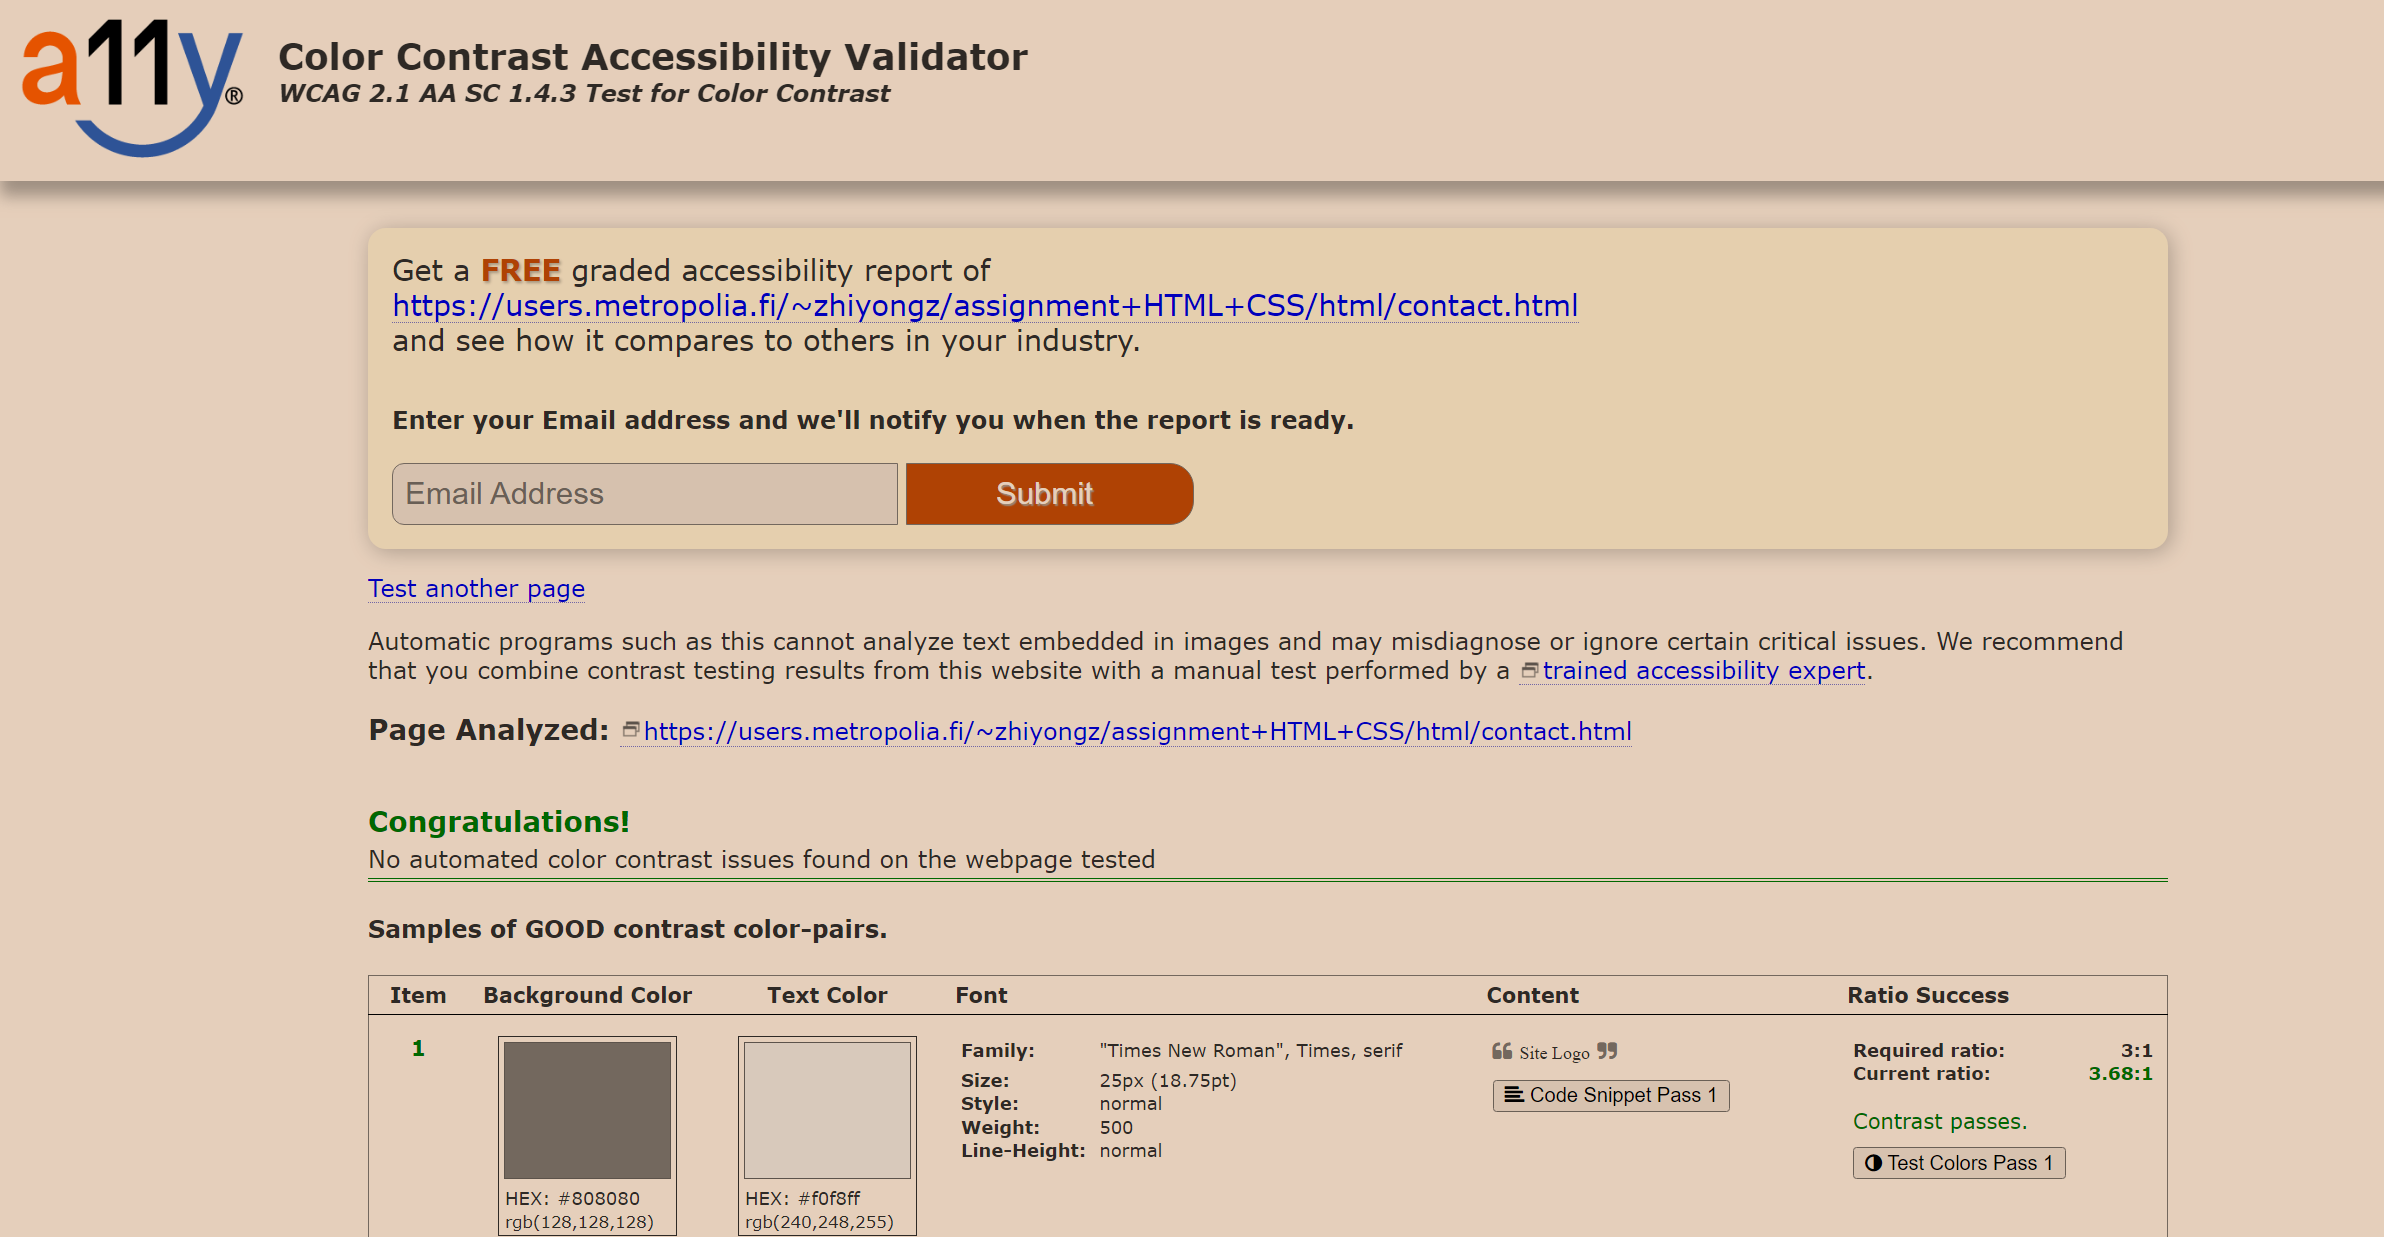 a11y®
Color Contrast Accessibility Validator
WCAG 2.1 AA SC 1.4.3 Test for Color Contrast
Get a FREE graded accessibility report of
https://users.metropolia.fi/~zhiyongz/assignment+HTML+CSS/html/contact.html
and see how it compares to others in your industry.
Enter your Email address and we'll notify you when the report is ready.
Email Address Submit
Test another page
Automatic programs such as this cannot analyze text embedded in images and may misdiagnose or ignore certain critical issues. We recommend
that you combine contrast testing results from this website with a manual test performed by a trained accessibility expert.
Page Analyzed: https://users.metropolia.fi/~zhiyongz/assignment+HTML+CSS/html/contact.html
Congratulations!
No automated color contrast issues found on the webpage tested
Samples of GOOD contrast color-pairs.
Item Background Color Text Color Font Content Ratio Success
1
HEX: #808080
rgb(128,128,128)
HEX: #f0f8ff
rgb(240,248,255)
Family: "Times New Roman", Times, serif
Size: 25px (18.75pt)
Style: normal
Weight: 500
Line-Height: normal
❝ Site Logo ❞
Code Snippet Pass 1
Required ratio: 3:1
Current ratio: 3.68:1
Contrast passes.
Test Colors Pass 1